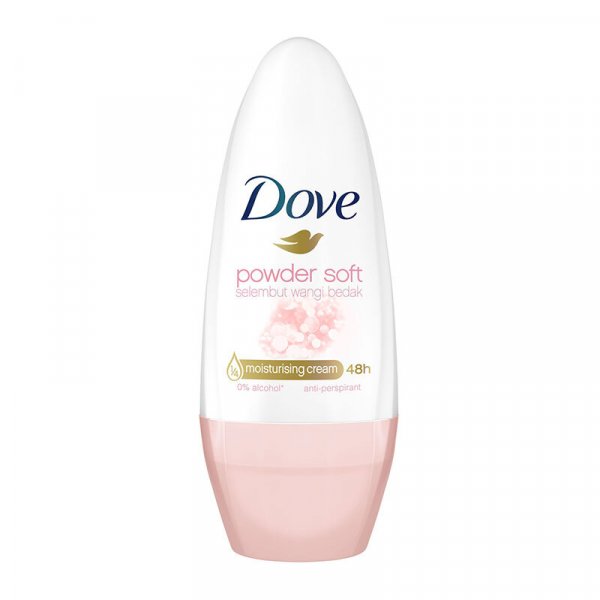 Dove
powder soft
selembut wangi bedak
1/4 moisturising cream 48h
0% alcohol* anti-perspirant